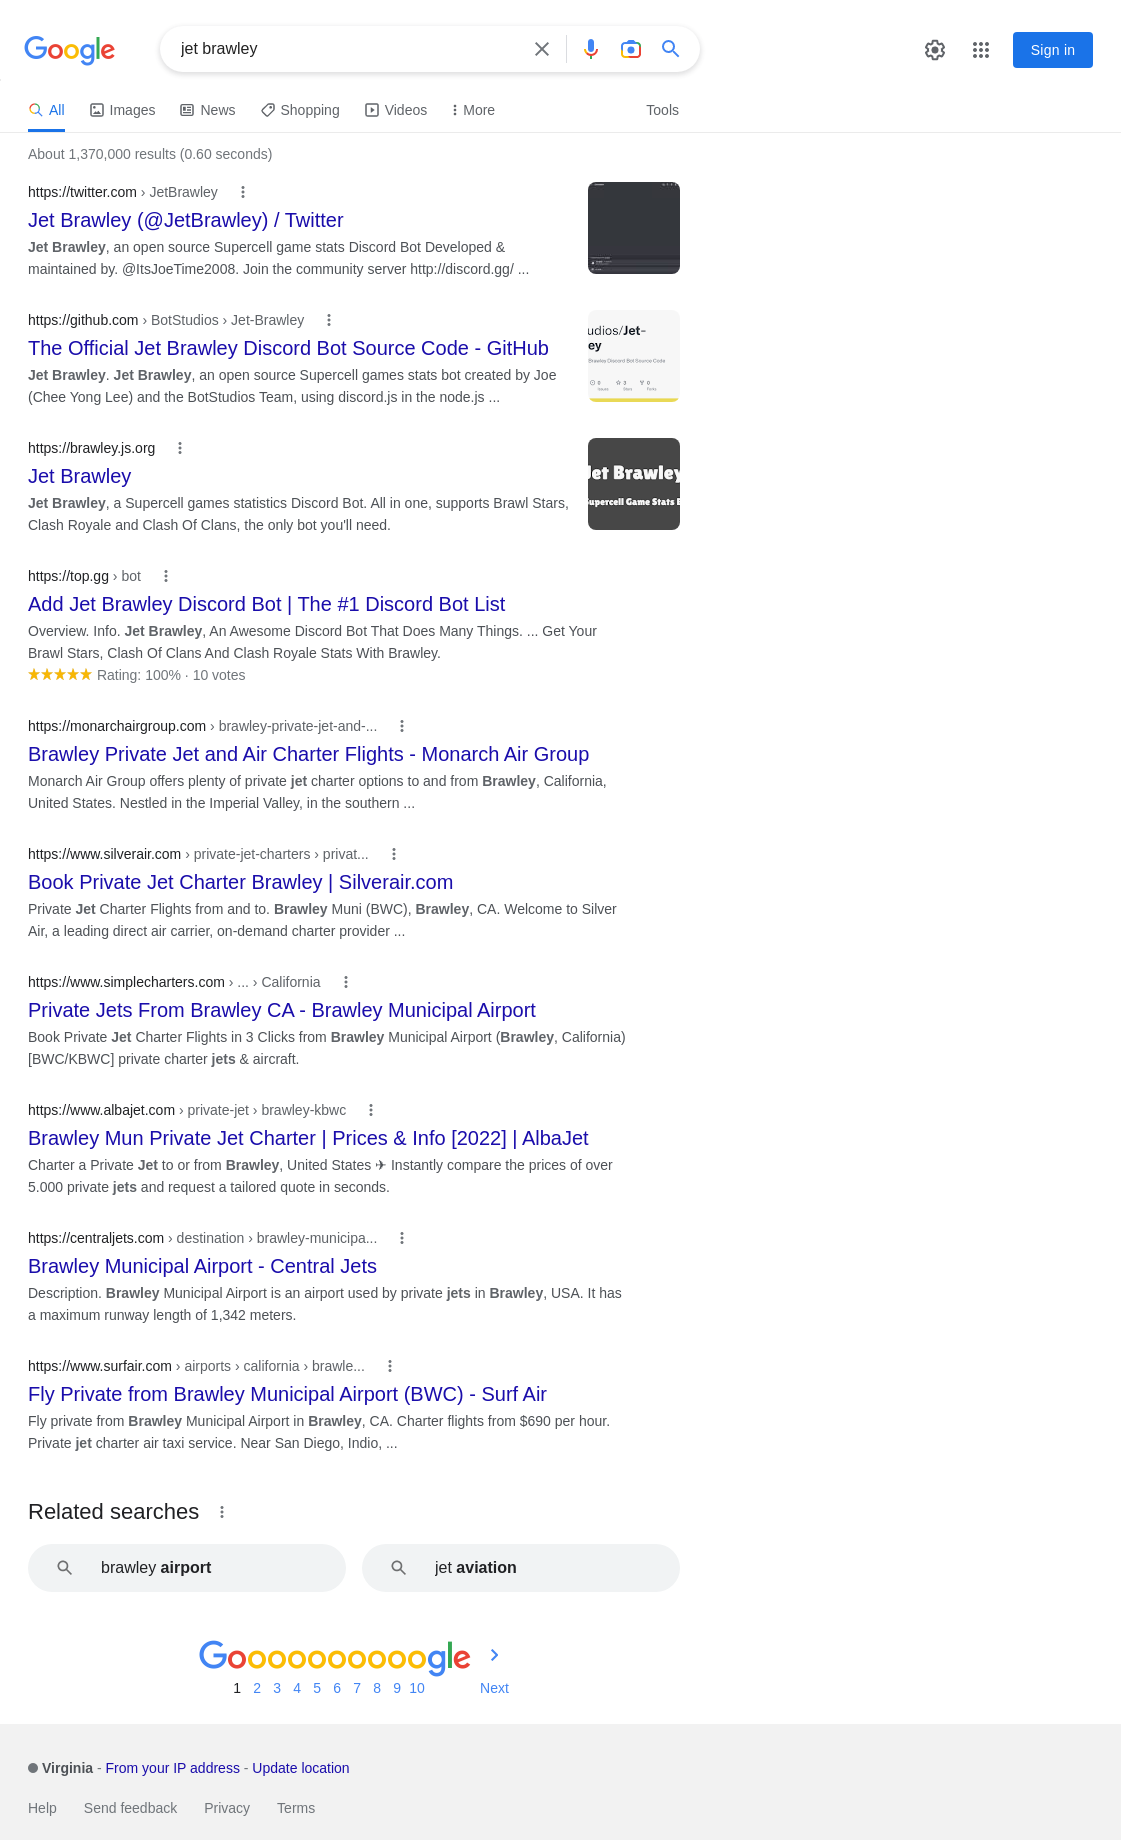 Google
jet brawley
Sign in
All
Images
News
Shopping
Videos
More
Tools
About 1,370,000 results (0.60 seconds)
https://twitter.com › JetBrawley
Jet Brawley (@JetBrawley) / Twitter
Jet Brawley, an open source Supercell game stats Discord Bot Developed &
maintained by. @ItsJoeTime2008. Join the community server http://discord.gg/ ...
https://github.com › BotStudios › Jet-Brawley
The Official Jet Brawley Discord Bot Source Code - GitHub
Jet Brawley. Jet Brawley, an open source Supercell games stats bot created by Joe
(Chee Yong Lee) and the BotStudios Team, using discord.js in the node.js ...
udios/Jet-
ey
Brawley Discord Bot Source Code
https://brawley.js.org
Jet Brawley
Jet Brawley, a Supercell games statistics Discord Bot. All in one, supports Brawl Stars,
Clash Royale and Clash Of Clans, the only bot you'll need.
Jet Brawley
Supercell Game Stats
https://top.gg › bot
Add Jet Brawley Discord Bot | The #1 Discord Bot List
Overview. Info. Jet Brawley, An Awesome Discord Bot That Does Many Things. ... Get Your
Brawl Stars, Clash Of Clans And Clash Royale Stats With Brawley.
Rating: 100% · 10 votes
https://monarchairgroup.com › brawley-private-jet-and-...
Brawley Private Jet and Air Charter Flights - Monarch Air Group
Monarch Air Group offers plenty of private jet charter options to and from Brawley, California,
United States. Nestled in the Imperial Valley, in the southern ...
https://www.silverair.com › private-jet-charters › privat...
Book Private Jet Charter Brawley | Silverair.com
Private Jet Charter Flights from and to. Brawley Muni (BWC), Brawley, CA. Welcome to Silver
Air, a leading direct air carrier, on-demand charter provider ...
https://www.simplecharters.com › ... › California
Private Jets From Brawley CA - Brawley Municipal Airport
Book Private Jet Charter Flights in 3 Clicks from Brawley Municipal Airport (Brawley, California)
[BWC/KBWC] private charter jets & aircraft.
https://www.albajet.com › private-jet › brawley-kbwc
Brawley Mun Private Jet Charter | Prices & Info [2022] | AlbaJet
Charter a Private Jet to or from Brawley, United States ✈ Instantly compare the prices of over
5.000 private jets and request a tailored quote in seconds.
https://centraljets.com › destination › brawley-municipa...
Brawley Municipal Airport - Central Jets
Description. Brawley Municipal Airport is an airport used by private jets in Brawley, USA. It has
a maximum runway length of 1,342 meters.
https://www.surfair.com › airports › california › brawle...
Fly Private from Brawley Municipal Airport (BWC) - Surf Air
Fly private from Brawley Municipal Airport in Brawley, CA. Charter flights from $690 per hour.
Private jet charter air taxi service. Near San Diego, Indio, ...
Related searches
brawley airport
jet aviation
Goooooooooogle
1 2 3 4 5 6 7 8 9 10 Next
Virginia - From your IP address - Update location
Help Send feedback Privacy Terms